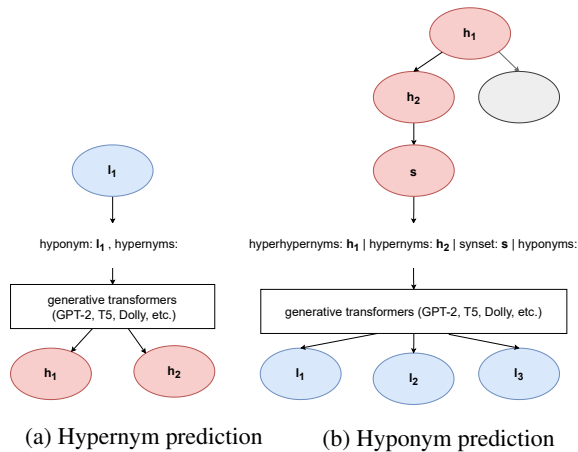 h1
h2
l1
s
hyponym: l1 , hypernyms:
hyperhypernyms: h1 | hypernyms: h2 | synset: s | hyponyms:
generative transformers
(GPT-2, T5, Dolly, etc.)
generative transformers (GPT-2, T5, Dolly, etc.)
h1
h2
l1
l2
l3
(a) Hypernym prediction
(b) Hyponym prediction